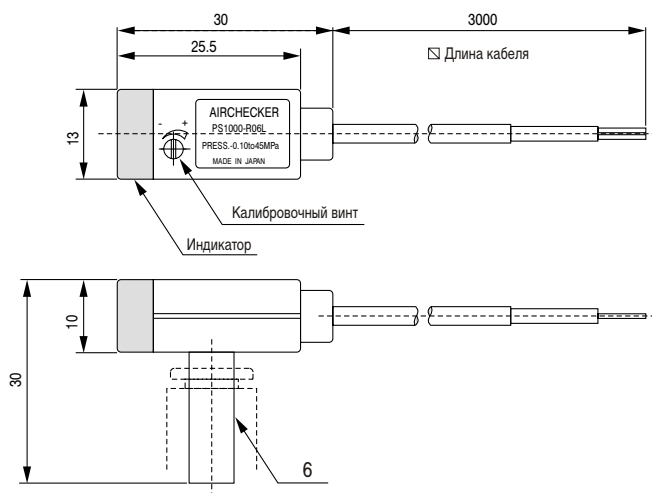 30
3000
25.5
Длина кабеля
13
- +
AIRCHECKER
PS1000-R06L
PRESS.-0.10to45MPa
MADE IN JAPAN
Калибровочный винт
Индикатор
10
30
6